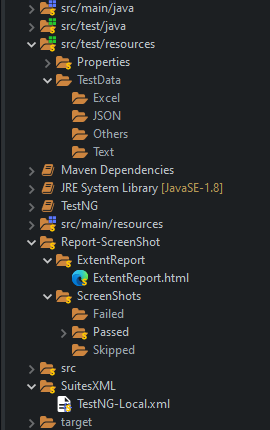 src/main/java
src/test/java
src/test/resources
Properties
TestData
Excel
JSON
Others
Text
Maven Dependencies
JRE System Library [JavaSE-1.8]
TestNG
src/main/resources
Report-ScreenShot
ExtentReport
ExtentReport.html
ScreenShots
Failed
Passed
Skipped
src
SuitesXML
TestNG-Local.xml
target